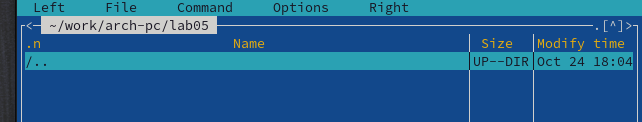 Left File Command Options Right
<- ~/work/arch-pc/lab05 .[^]>
.n Name Size Modify time
/.. UP--DIR Oct 24 18:04